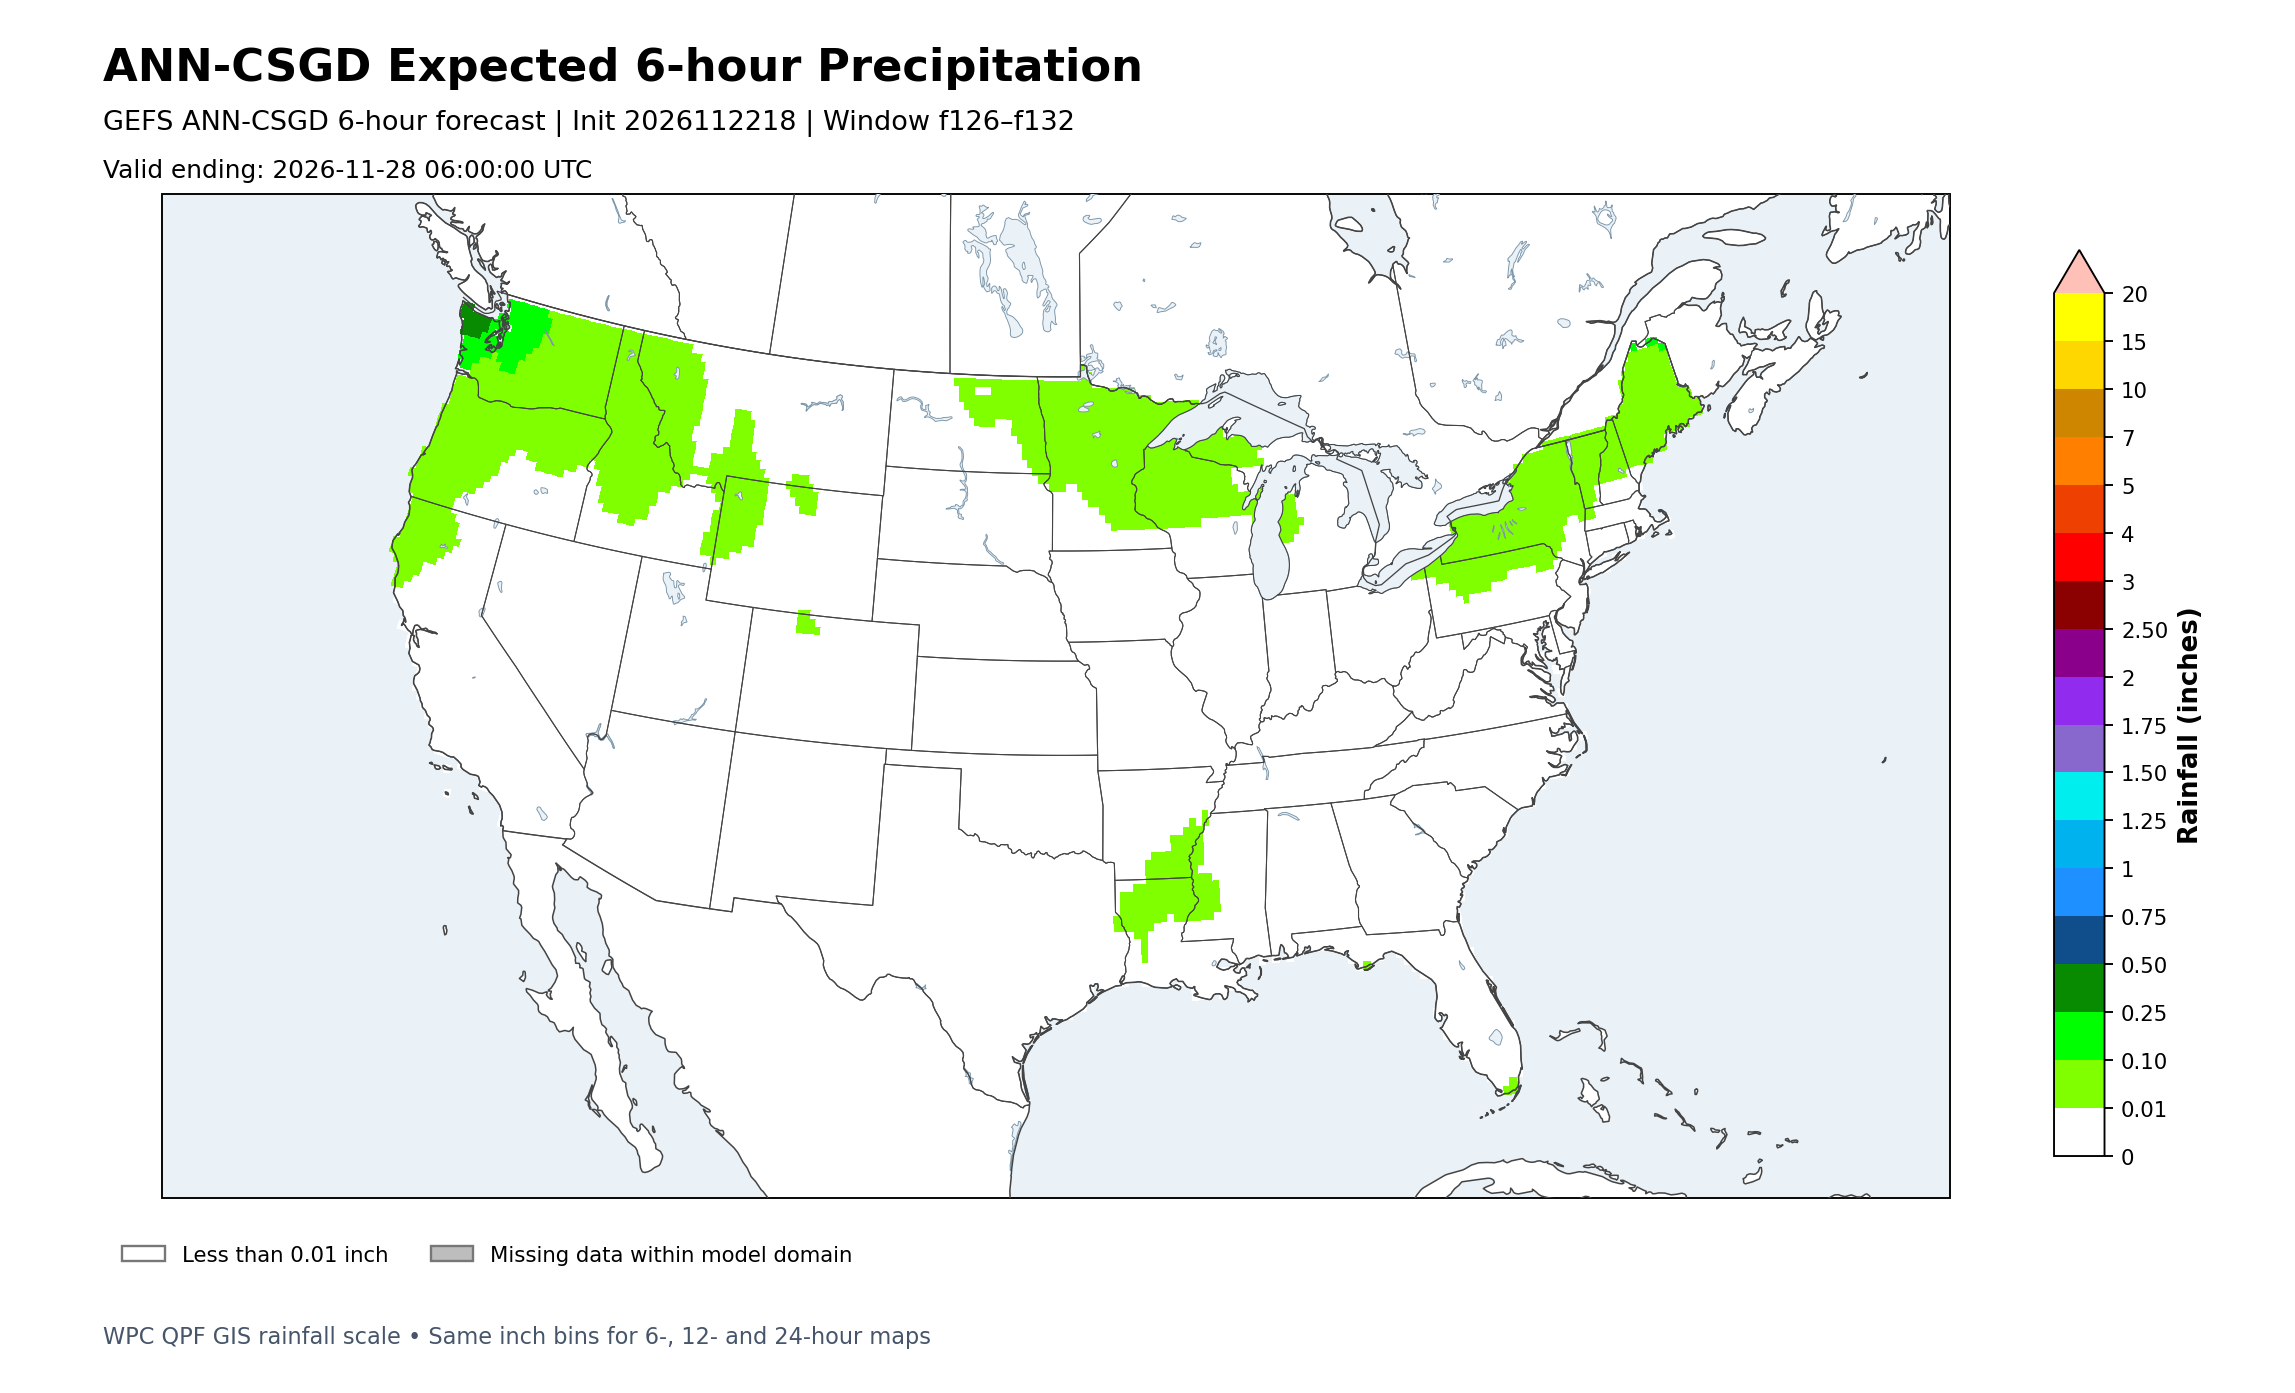 ANN-CSGD Expected 6-hour Precipitation
GEFS ANN-CSGD 6-hour forecast | Init 2026112218 | Window f126–f132
Valid ending: 2026-11-28 06:00:00 UTC
20
15
10
7
5
4
3
2.50
2
1.75
1.50
1.25
1
0.75
0.50
0.25
0.10
0.01
0
Rainfall (inches)
Less than 0.01 inch
Missing data within model domain
WPC QPF GIS rainfall scale • Same inch bins for 6-, 12- and 24-hour maps